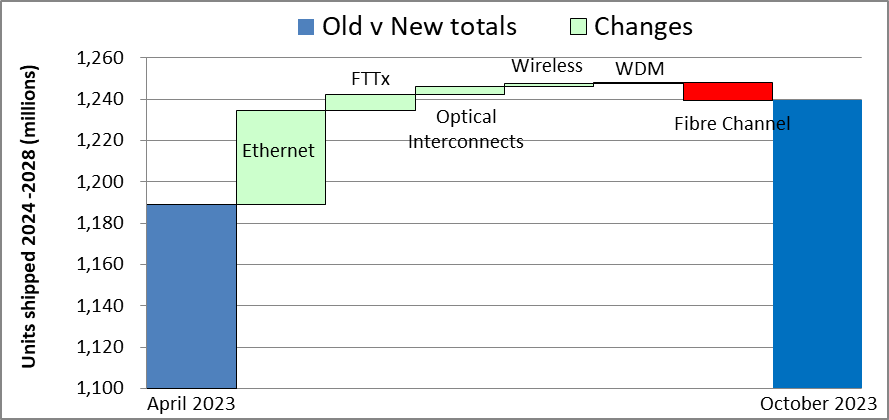 Old v New totals
Changes
Units shipped 2024 -2028 (millions)
1,260
1,240
1,220
1,200
1,180
1,160
1,140
1,120
1,100
Ethernet
FTTx
Optical
Interconnects
Wireless
WDM
Fibre Channel
April 2023
October 2023